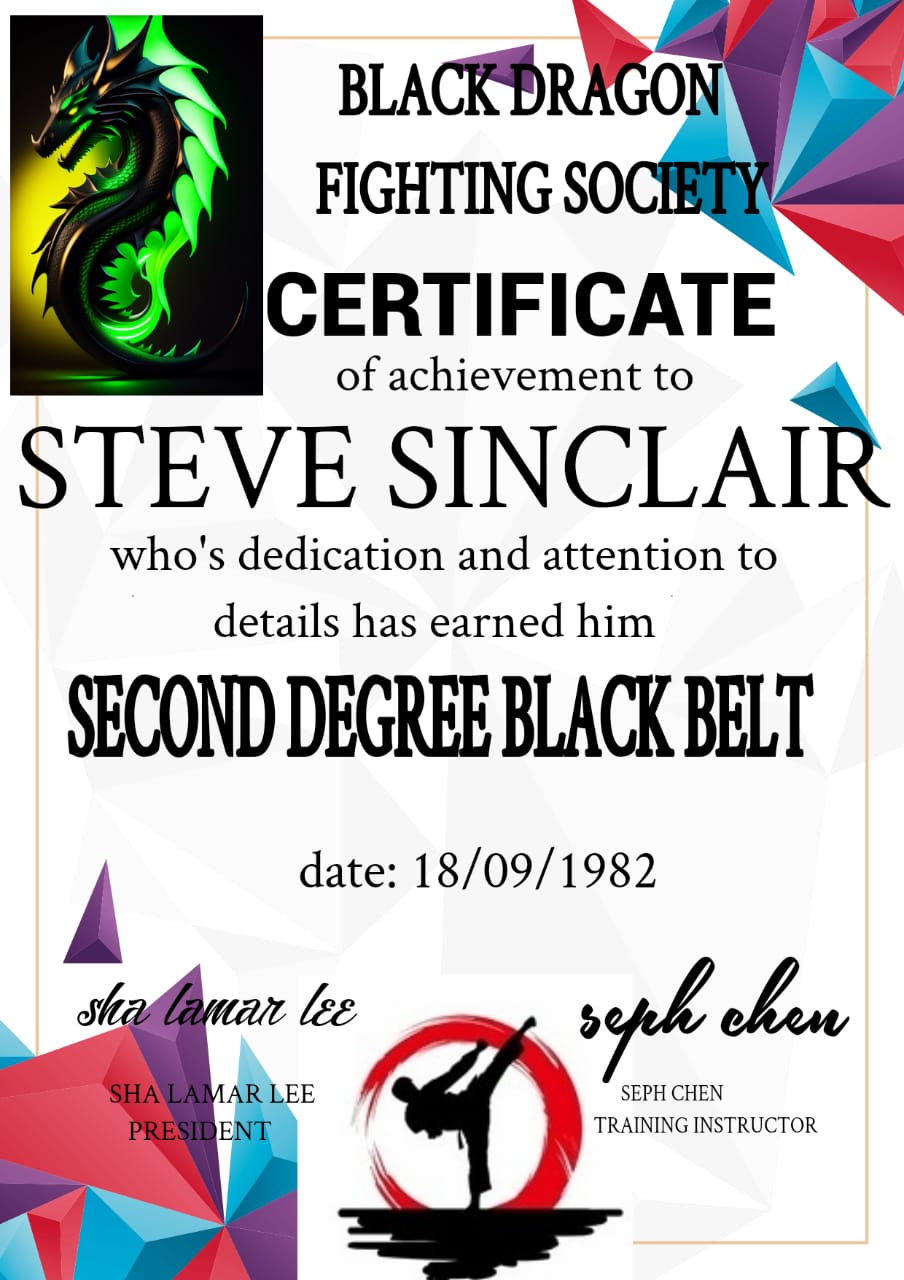 BLACK DRAGON
FIGHTING SOCIETY
CERTIFICATE
of achievement to
STEVE SINCLAIR
who's dedication and attention to
details has earned him
SECOND DEGREE BLACK BELT
date: 18/09/1982
sha lamar lee
seph chen
SHA LAMAR LEE
PRESIDENT
SEPH CHEN
TRAINING INSTRUCTOR